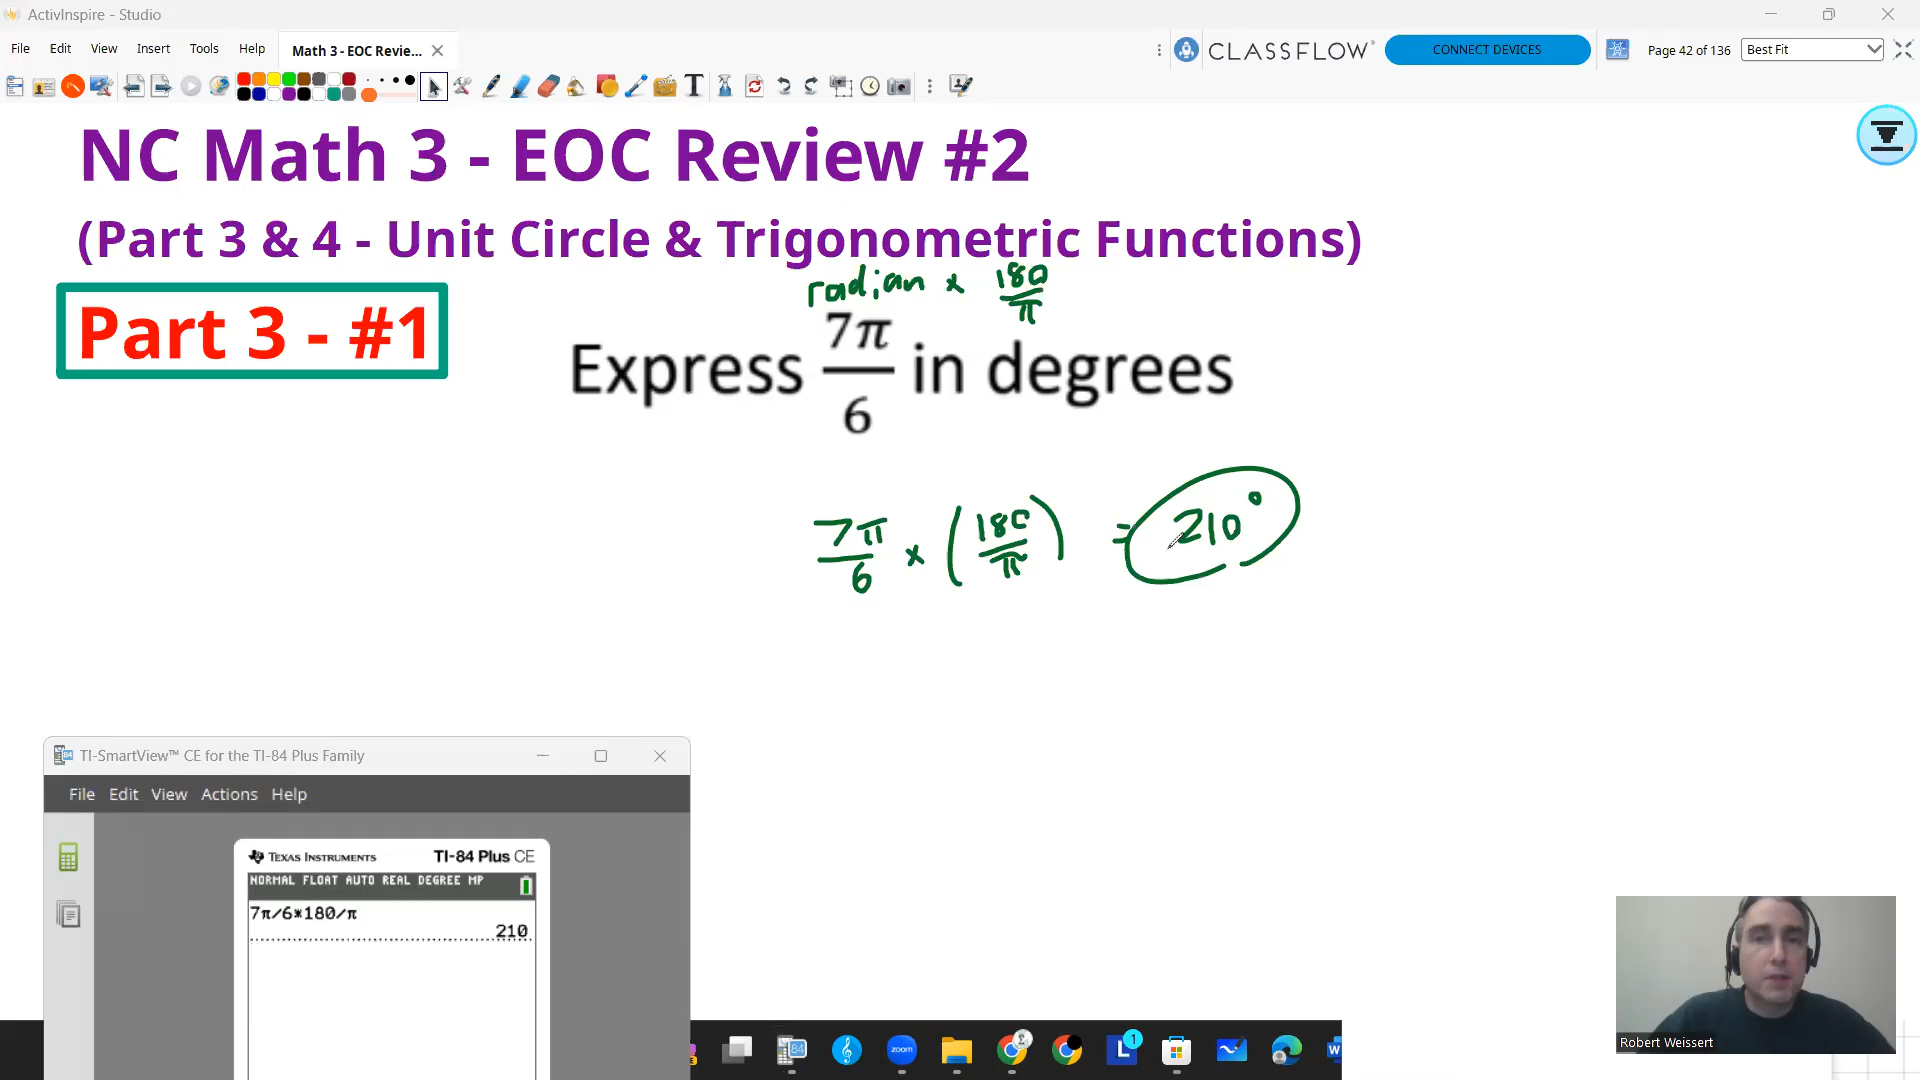 ActivInspire - Studio
File Edit View Insert Tools Help
Math 3 - EOC Revie...
CLASSFLOW
CONNECT DEVICES
Page 42 of 136
Best Fit
NC Math 3 - EOC Review #2
(Part 3 & 4 - Unit Circle & Trigonometric Functions)
Part 3 - #1
radian x 180/π
Express 7π/6 in degrees
7π/6 x (180/π) = 210°
TI-SmartView™ CE for the TI-84 Plus Family
File Edit View Actions Help
TEXAS INSTRUMENTS TI-84 Plus CE
NORMAL FLOAT AUTO REAL DEGREE MP
7π/6*180/π
210
84
zoom
Σ
L
1
W
Robert Weissert